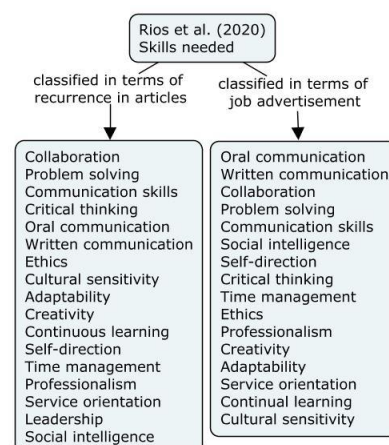 Rios et al. (2020)
Skills needed
classified in terms of
recurrence in articles
classified in terms of
job advertisement
Collaboration
Problem solving
Communication skills
Critical thinking
Oral communication
Written communication
Ethics
Cultural sensitivity
Adaptability
Creativity
Continuous learning
Self-direction
Time management
Professionalism
Service orientation
Leadership
Social intelligence
Oral communication
Written communication
Collaboration
Problem solving
Communication skills
Social intelligence
Self-direction
Critical thinking
Time management
Ethics
Professionalism
Creativity
Adaptability
Service orientation
Continual learning
Cultural sensitivity